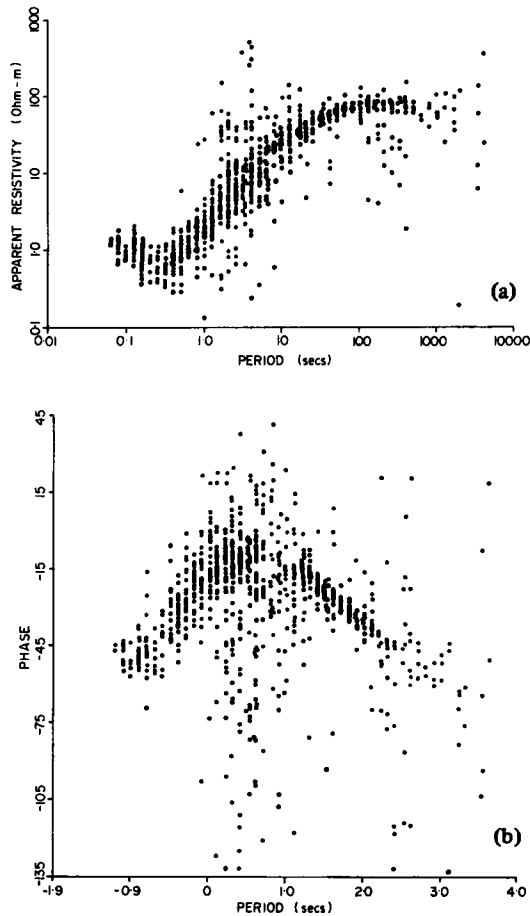 1000
100
10
1·0
0·1
APPARENT RESISTIVITY (Ohm-m)
(a)
0·01 0·1 1·0 10 100 1000 10000
PERIOD (secs)
45
15
-15
-45
-75
-105
-135
PHASE
(b)
-1·9 -0·9 0 1·0 2·0 3·0 4·0
PERIOD (secs)